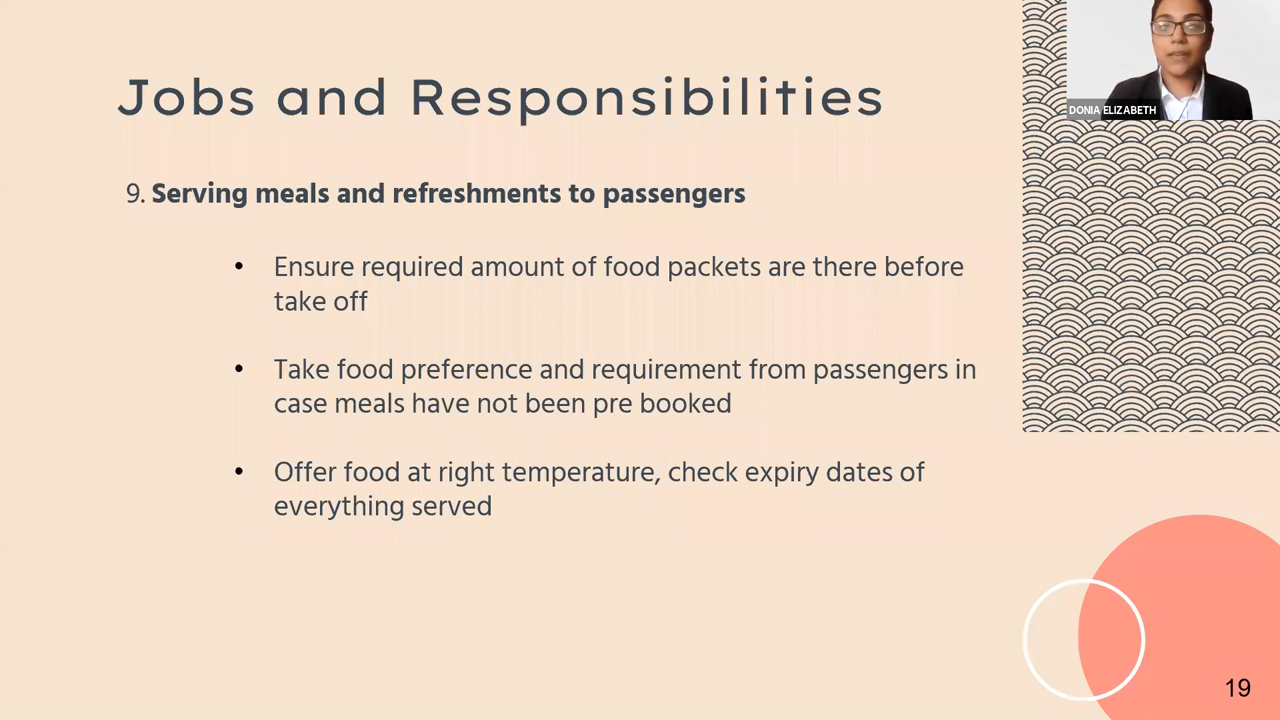 Jobs and Responsibilities
DONIA ELIZABETH
9. Serving meals and refreshments to passengers
• Ensure required amount of food packets are there before
take off
• Take food preference and requirement from passengers in
case meals have not been pre booked
• Offer food at right temperature, check expiry dates of
everything served
19